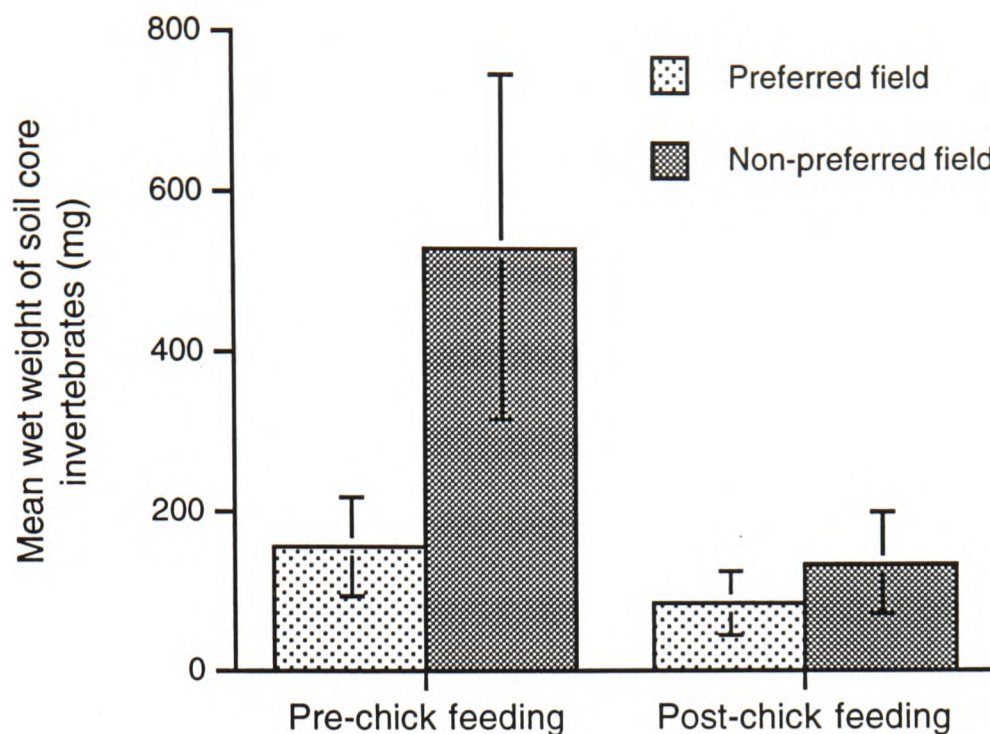 800
600
400
200
0
Mean wet weight of soil core
invertebrates (mg)
Preferred field
Non-preferred field
Pre-chick feeding
Post-chick feeding